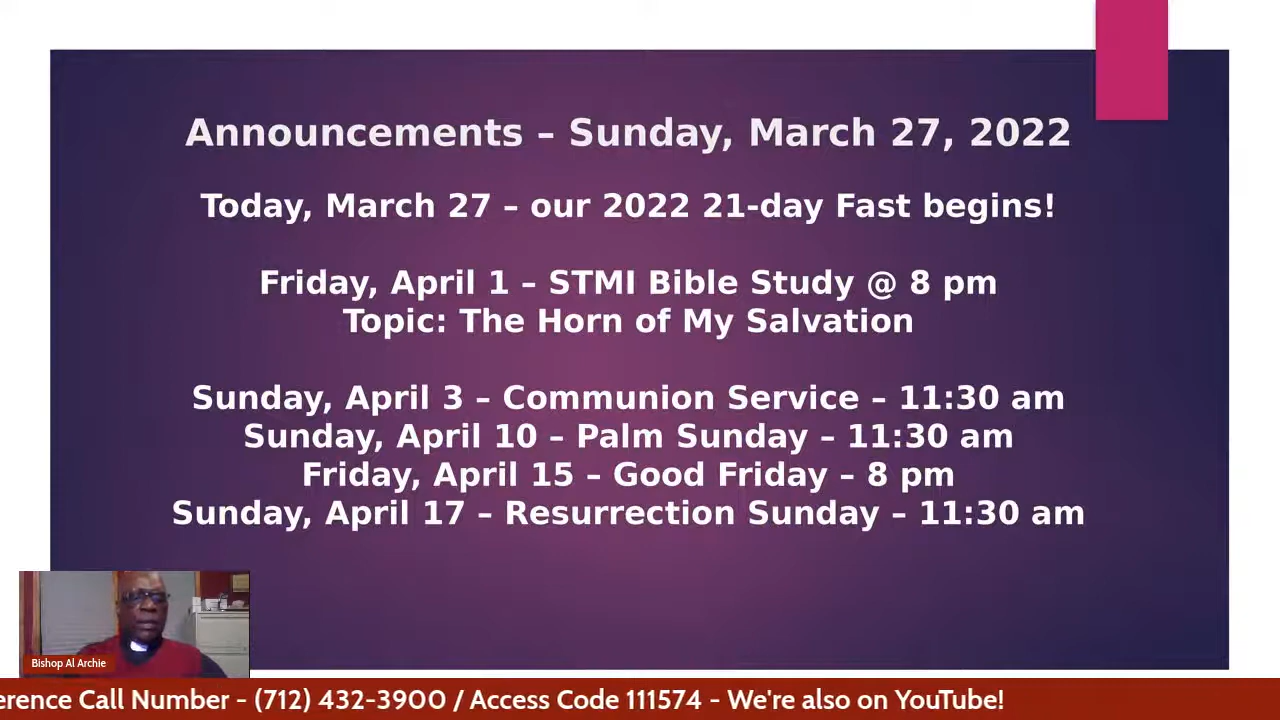 Announcements – Sunday, March 27, 2022
Today, March 27 – our 2022 21-day Fast begins!
Friday, April 1 – STMI Bible Study @ 8 pm
Topic: The Horn of My Salvation
Sunday, April 3 – Communion Service – 11:30 am
Sunday, April 10 – Palm Sunday – 11:30 am
Friday, April 15 – Good Friday – 8 pm
Sunday, April 17 – Resurrection Sunday – 11:30 am
Bishop Al Archie
erence Call Number - (712) 432-3900 / Access Code 111574 - We're also on YouTube!